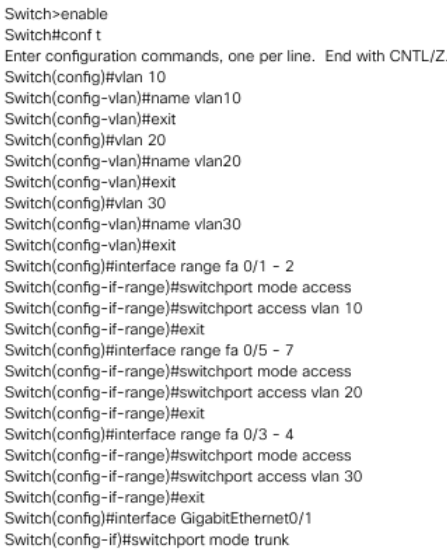 Switch>enable
Switch#conf t
Enter configuration commands, one per line.  End with CNTL/Z.
Switch(config)#vlan 10
Switch(config-vlan)#name vlan10
Switch(config-vlan)#exit
Switch(config)#vlan 20
Switch(config-vlan)#name vlan20
Switch(config-vlan)#exit
Switch(config)#vlan 30
Switch(config-vlan)#name vlan30
Switch(config-vlan)#exit
Switch(config)#interface range fa 0/1 - 2
Switch(config-if-range)#switchport mode access
Switch(config-if-range)#switchport access vlan 10
Switch(config-if-range)#exit
Switch(config)#interface range fa 0/5 - 7
Switch(config-if-range)#switchport mode access
Switch(config-if-range)#switchport access vlan 20
Switch(config-if-range)#exit
Switch(config)#interface range fa 0/3 - 4
Switch(config-if-range)#switchport mode access
Switch(config-if-range)#switchport access vlan 30
Switch(config-if-range)#exit
Switch(config)#interface GigabitEthernet0/1
Switch(config-if)#switchport mode trunk